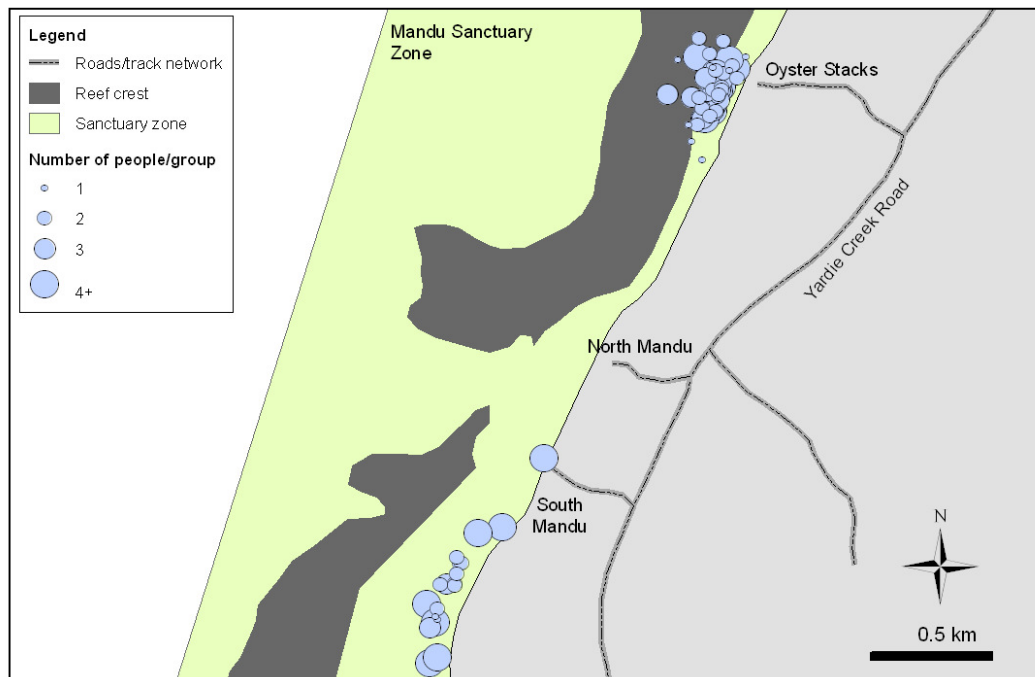 Legend
Roads/track network
Reef crest
Sanctuary zone
Number of people/group
1
2
3
4+
Mandu Sanctuary
Zone
Oyster Stacks
Yardie Creek Road
North Mandu
South
Mandu
N
0.5 km